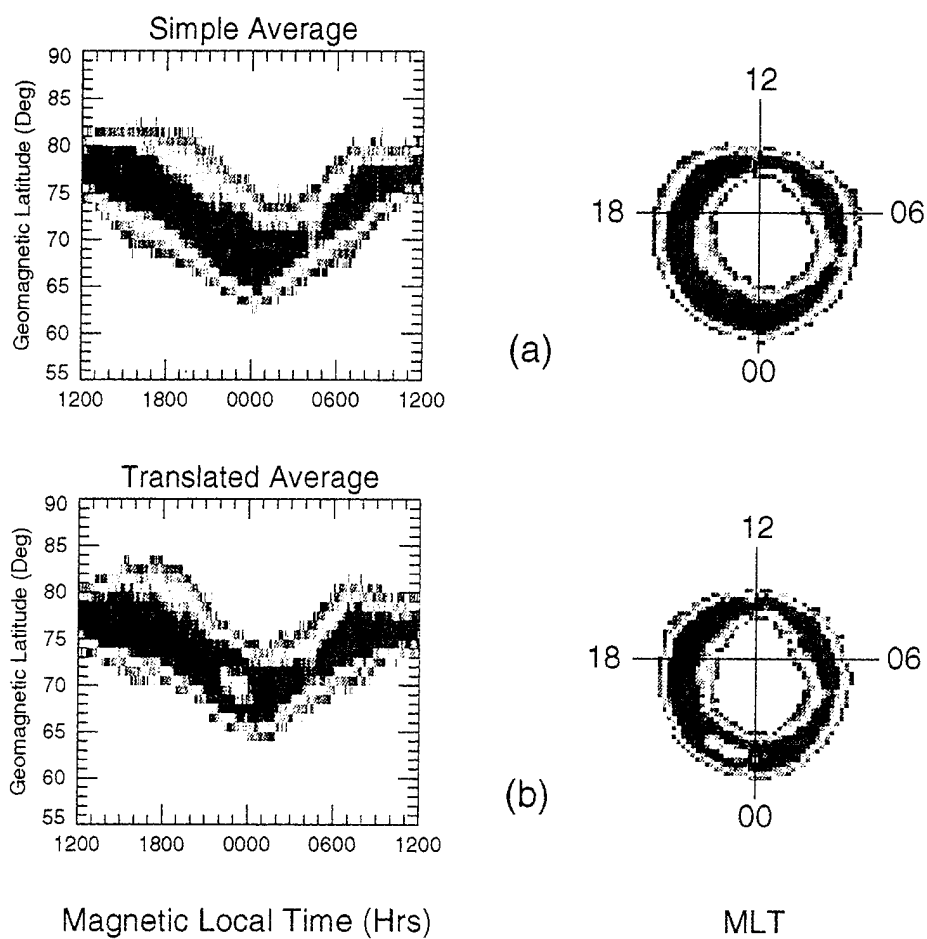 Simple Average
90
85
80
75
70
65
60
55
Geomagnetic Latitude (Deg)
1200 1800 0000 0600 1200
12
18 06
00
(a)
Translated Average
90
85
80
75
70
65
60
55
Geomagnetic Latitude (Deg)
1200 1800 0000 0600 1200
12
18 06
00
(b)
Magnetic Local Time (Hrs) MLT